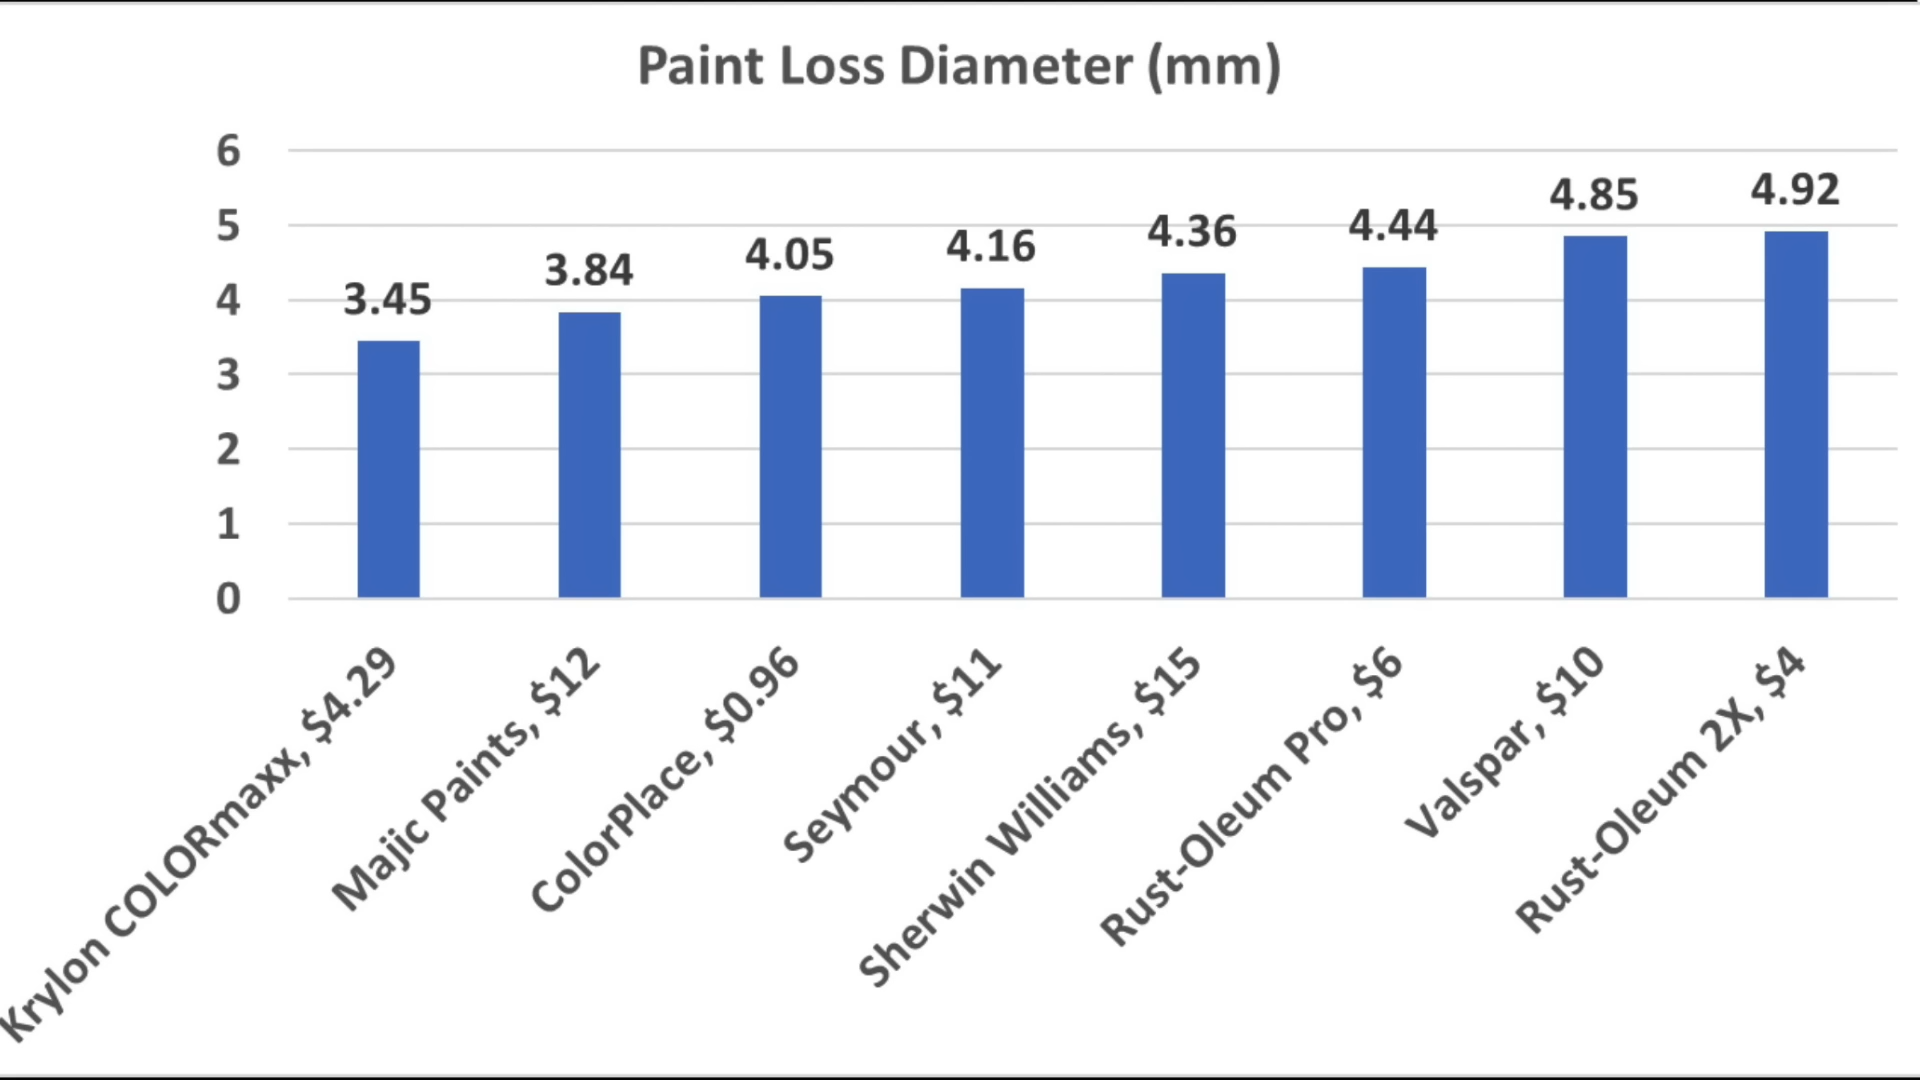 Paint Loss Diameter (mm)
6
5
4
3
2
1
0
3.45
3.84
4.05
4.16
4.36
4.44
4.85
4.92
Krylon COLORmaxx, $4.29
Majic Paints, $12
ColorPlace, $0.96
Seymour, $11
Sherwin Williams, $15
Rust-Oleum Pro, $6
Valspar, $10
Rust-Oleum 2X, $4